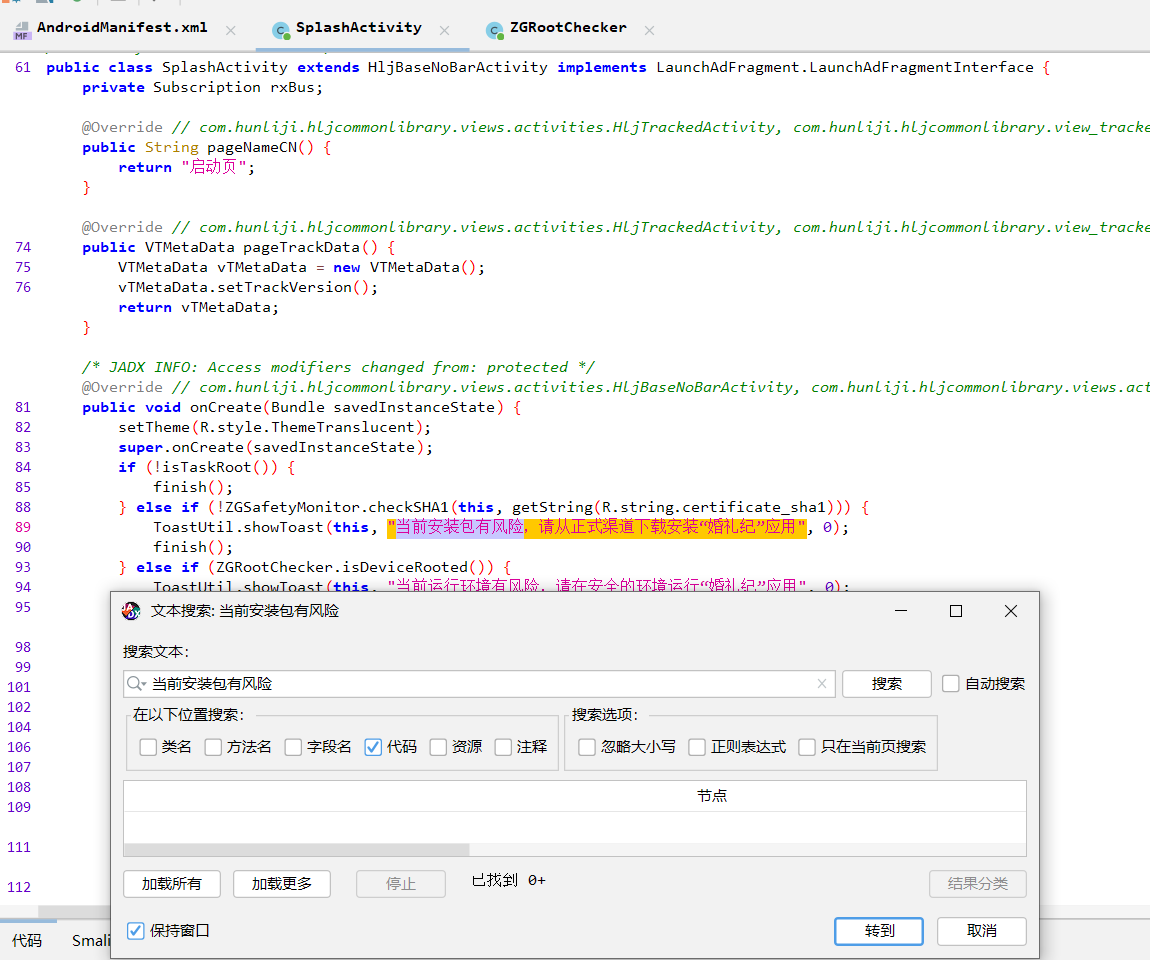 AndroidManifest.xml
SplashActivity
ZGRootChecker
61 public class SplashActivity extends HljBaseNoBarActivity implements LaunchAdFragment.LaunchAdFragmentInterface {
private Subscription rxBus;
@Override // com.hunliji.hljcommonlibrary.views.activities.HljTrackedActivity, com.hunliji.hljcommonlibrary.view_tracke
public String pageNameCN() {
return "启动页";
}
@Override // com.hunliji.hljcommonlibrary.views.activities.HljTrackedActivity, com.hunliji.hljcommonlibrary.view_tracke
74 public VTMetaData pageTrackData() {
75 VTMetaData vTMetaData = new VTMetaData();
76 vTMetaData.setTrackVersion();
return vTMetaData;
}
/* JADX INFO: Access modifiers changed from: protected */
@Override // com.hunliji.hljcommonlibrary.views.activities.HljBaseNoBarActivity, com.hunliji.hljcommonlibrary.views.act
81 public void onCreate(Bundle savedInstanceState) {
82 setTheme(R.style.ThemeTranslucent);
83 super.onCreate(savedInstanceState);
84 if (!isTaskRoot()) {
85 finish();
88 } else if (!ZGSafetyMonitor.checkSHA1(this, getString(R.string.certificate_sha1))) {
89 ToastUtil.showToast(this, "当前安装包有风险，请从正式渠道下载安装“婚礼纪”应用", 0);
90 finish();
93 } else if (ZGRootChecker.isDeviceRooted()) {
94 ToastUtil.showToast(this, "当前运行环境有风险，请在安全的环境运行“婚礼纪”应用", 0);
95
98
99
101
102
104
106
107
108
109
111
112
代码 Smali
文本搜索: 当前安装包有风险
搜索文本:
当前安装包有风险
搜索
自动搜索
在以下位置搜索:
类名 方法名 字段名 代码 资源 注释
搜索选项:
忽略大小写 正则表达式 只在当前页搜索
节点
加载所有 加载更多 停止 已找到 0+ 结果分类
保持窗口 转到 取消